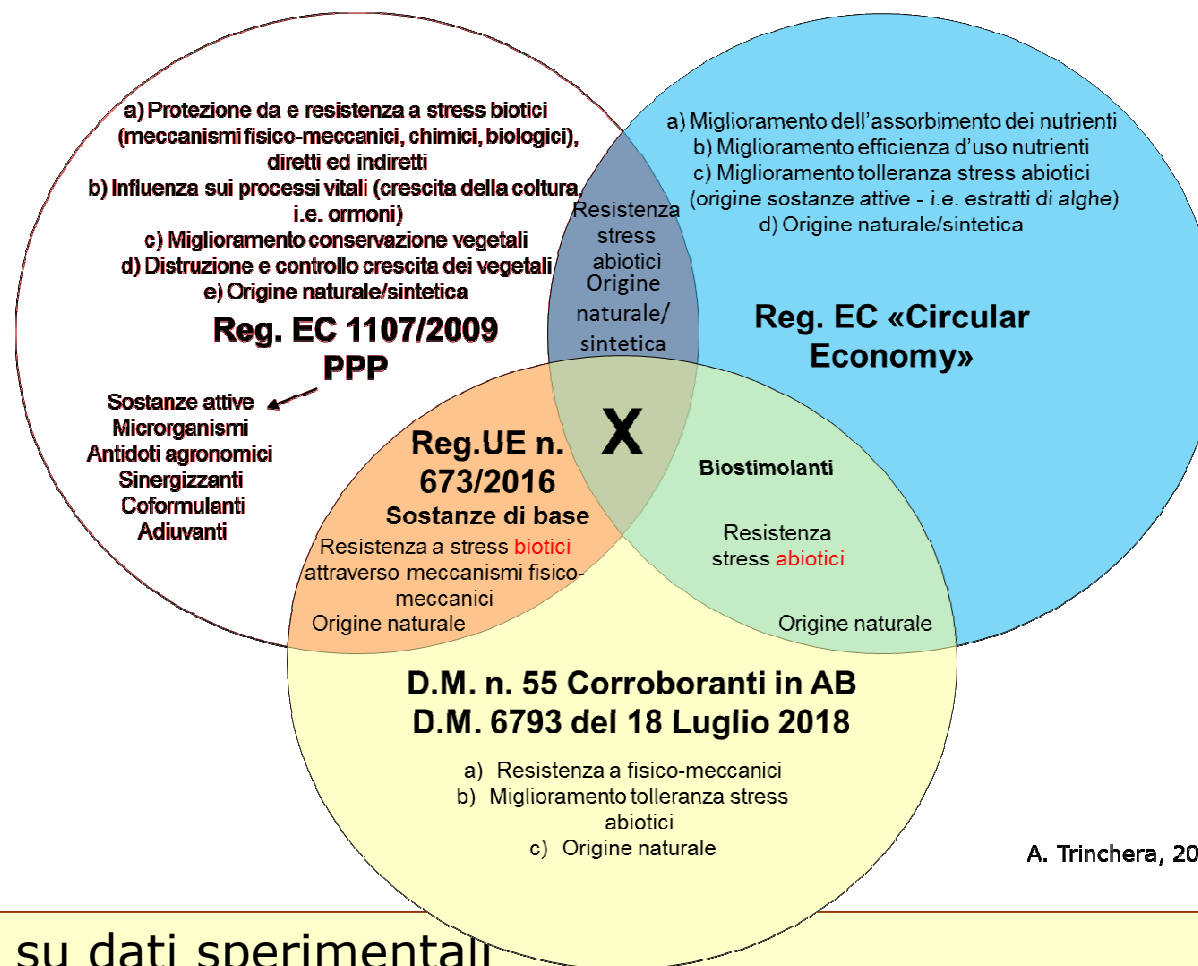 a) Protezione da e resistenza a stress biotici
(meccanismi fisico-meccanici, chimici, biologici),
diretti ed indiretti
b) Influenza sui processi vitali (crescita della coltura,
i.e. ormoni)
c) Miglioramento conservazione vegetali
d) Distruzione e controllo crescita dei vegetali
e) Origine naturale/sintetica
Reg. EC 1107/2009
PPP
Sostanze attive
Microrganismi
Antidoti agronomici
Sinergizzanti
Coformulanti
Adiuvanti
Resistenza
stress
abiotici
Origine
naturale/
sintetica
a) Miglioramento dell'assorbimento dei nutrienti
b) Miglioramento efficienza d'uso nutrienti
c) Miglioramento tolleranza stress abiotici
(origine sostanze attive - i.e. estratti di alghe)
d) Origine naturale/sintetica
Reg. EC «Circular
Economy»
X
Reg.UE n.
673/2016
Sostanze di base
Resistenza a stress biotici
attraverso meccanismi fisico-
meccanici
Origine naturale
Biostimolanti
Resistenza
stress abiotici
Origine naturale
D.M. n. 55 Corroboranti in AB
D.M. 6793 del 18 Luglio 2018
a) Resistenza a fisico-meccanici
b) Miglioramento tolleranza stress
abiotici
c) Origine naturale
A. Trinchera, 20
su dati sperimentali